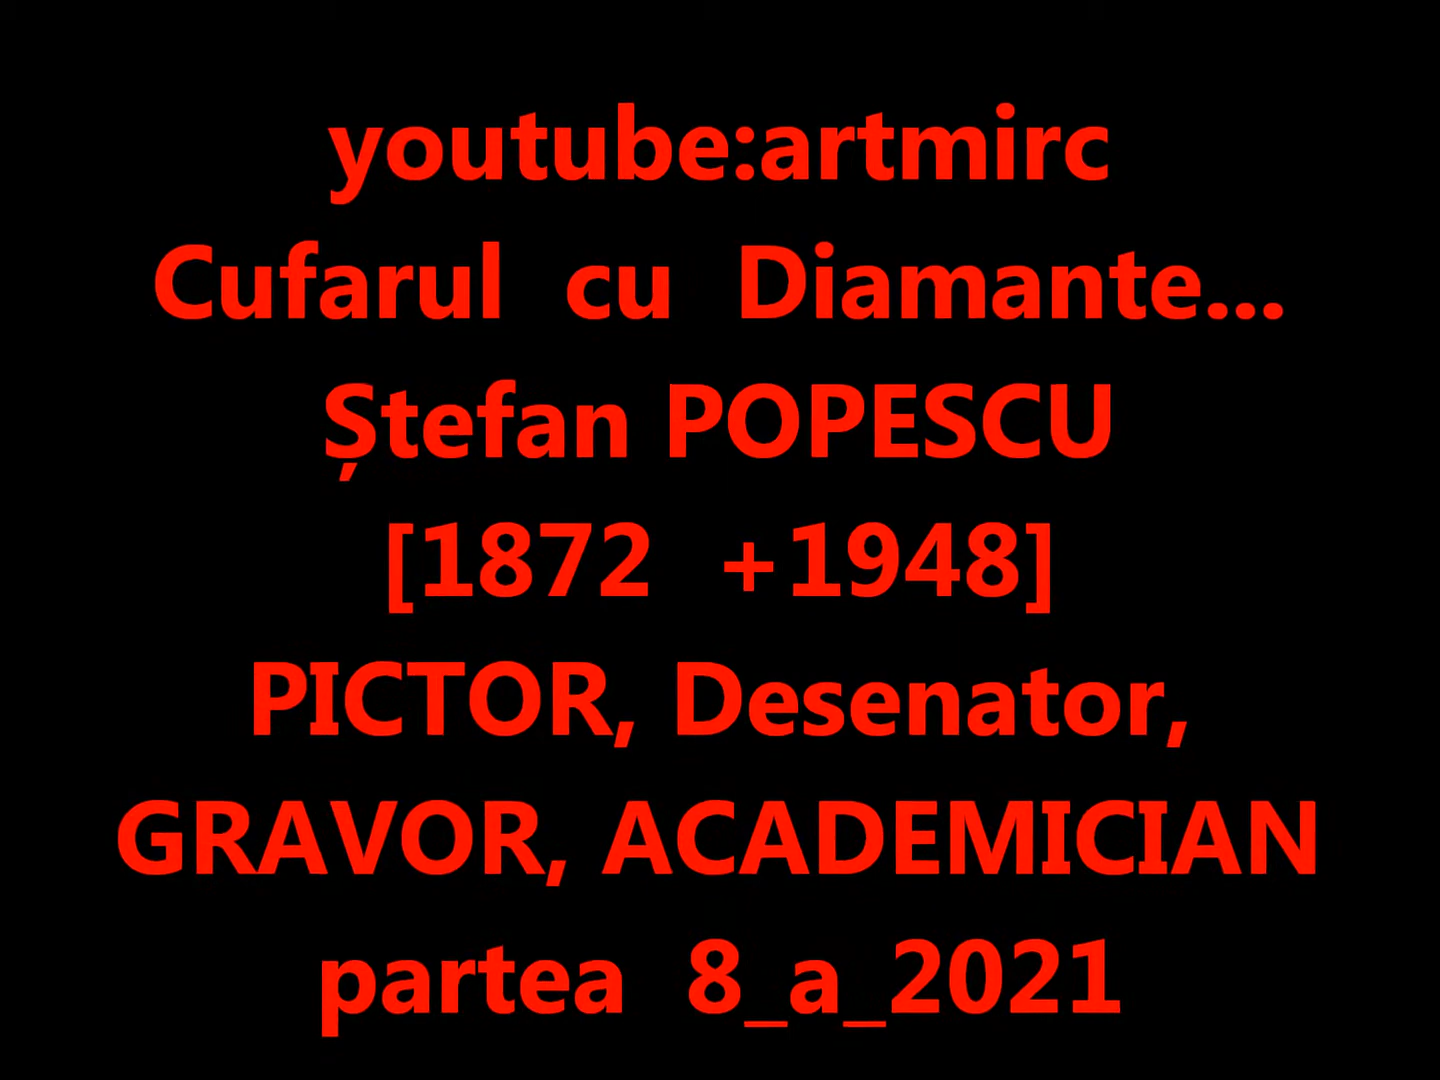 youtube:artmirc
Cufarul cu Diamante...
Ștefan POPESCU
[1872 +1948]
PICTOR, Desenator,
GRAVOR, ACADEMICIAN
partea 8_a_2021